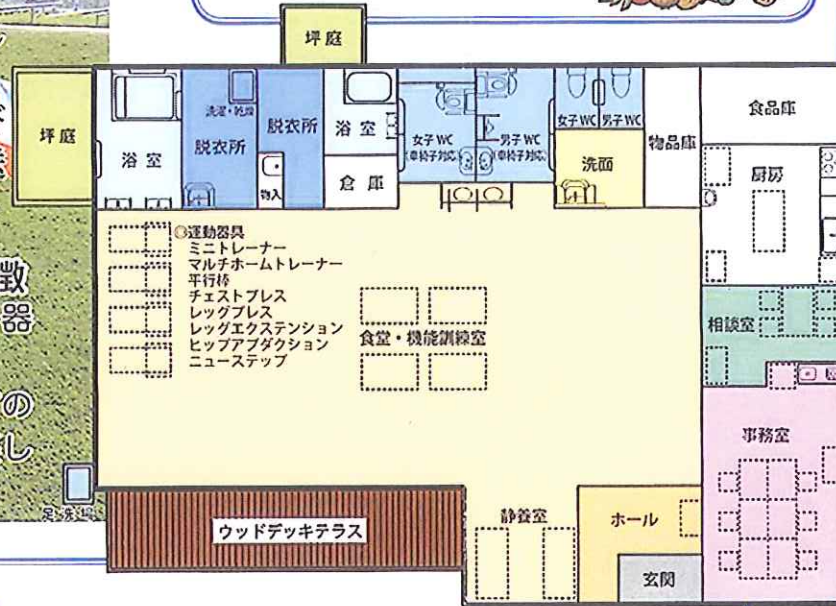 坪庭
坪庭
浴室
洗濯・乾燥
脱衣所
脱衣所
物入
浴室
倉庫
女子WC
(車椅子対応)
男子WC
(車椅子対応)
女子WC
男子WC
洗面
物品庫
食品庫
厨房
◎運動器具
ミニトレーナー
マルチホームトレーナー
平行棒
チェストプレス
レッグプレス
レッグエクステンション
ヒップアブダクション
ニューステップ
食堂・機能訓練室
相談室
事務室
徴
器
の
し
足洗場
ウッドデッキテラス
静養室
ホール
玄関